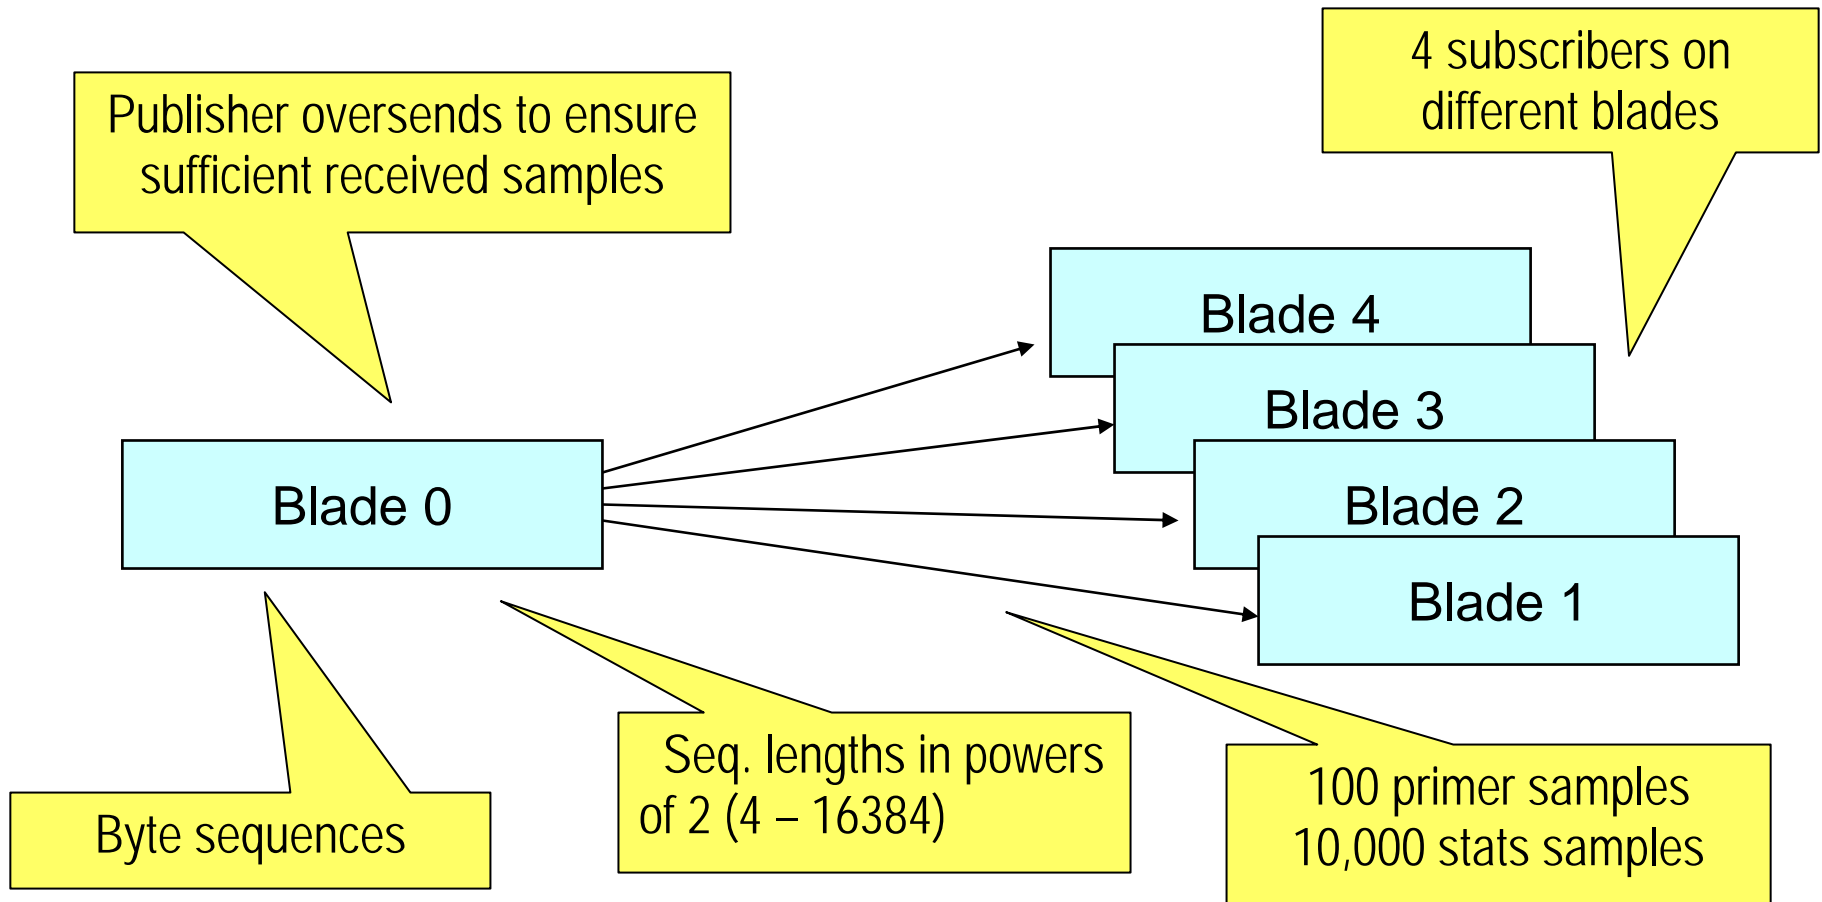 4 subscribers on
different blades
Publisher oversends to ensure
sufficient received samples
Blade 4
Blade 3
Blade 2
Blade 1
Blade 0
Seq. lengths in powers
of 2 (4 – 16384)
100 primer samples
10,000 stats samples
Byte sequences